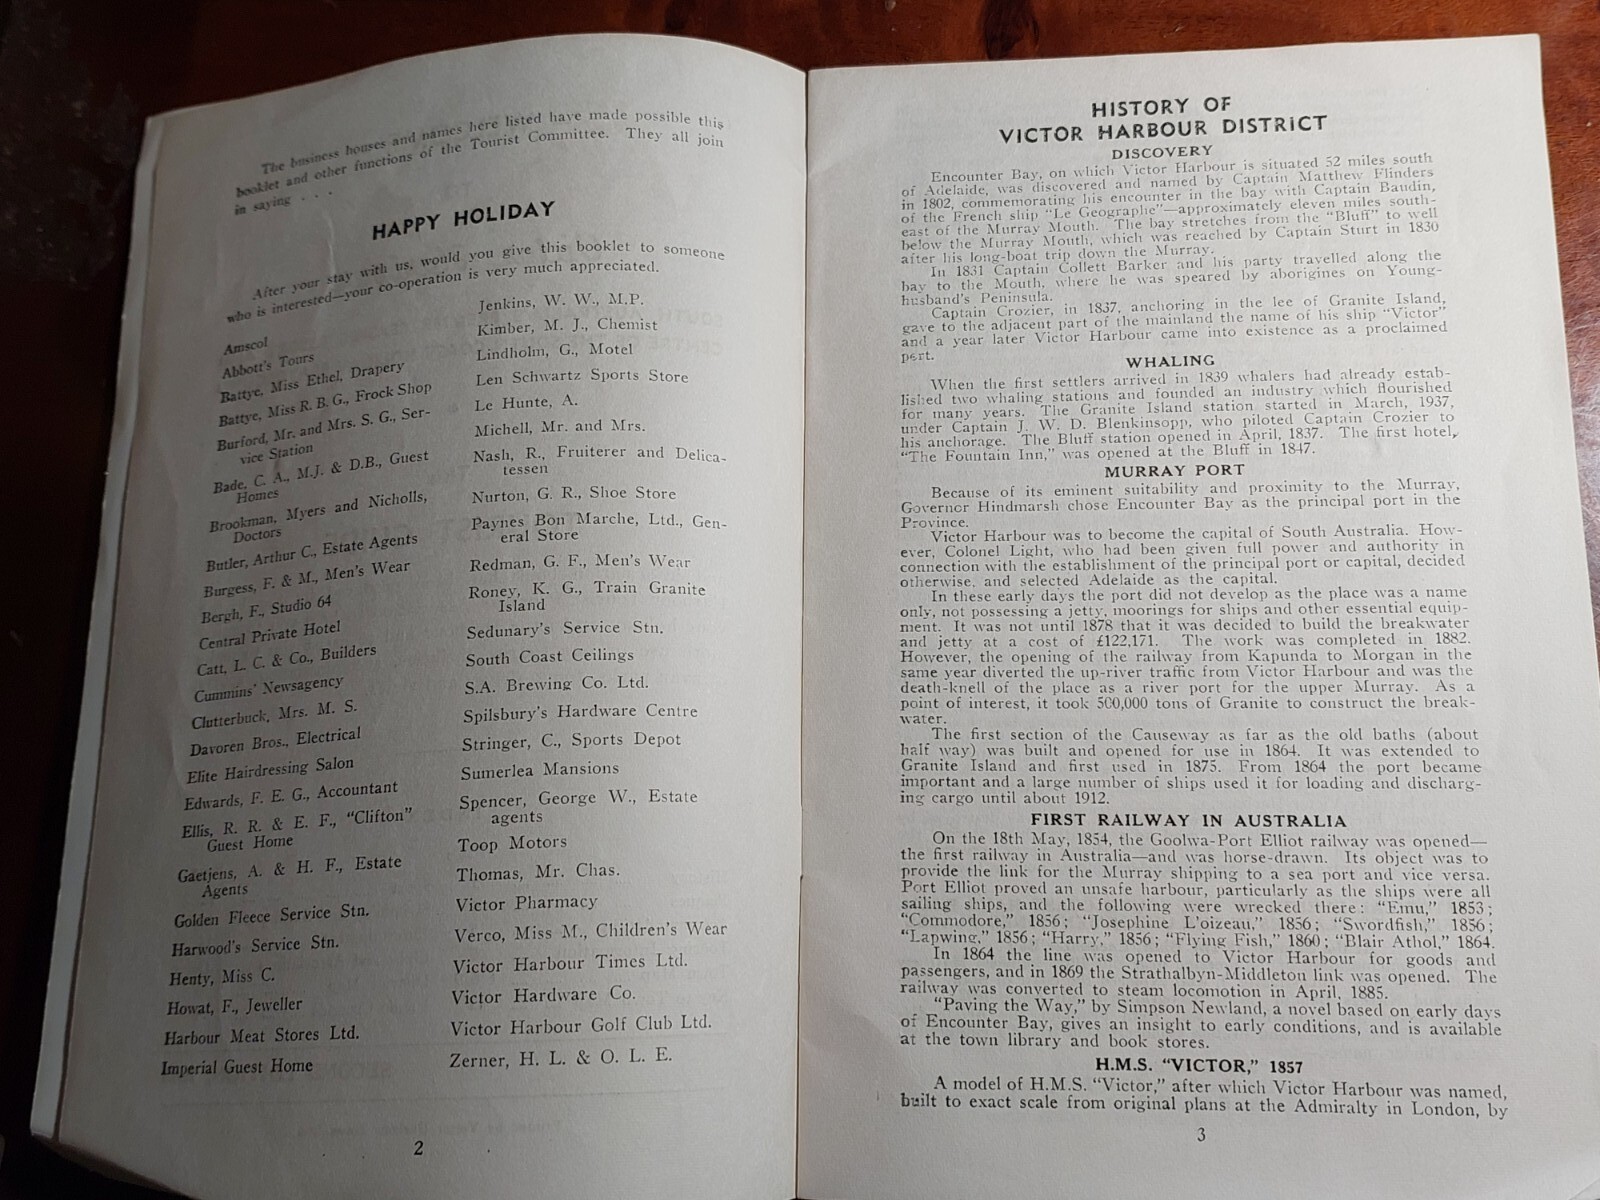 The business houses and names here listed have made possible this
booklet and other functions of the Tourist Committee. They all join
in saying . . .
HAPPY HOLIDAY
After your stay with us, would you give this booklet to someone
who is interested—your co-operation is very much appreciated.
Amscol
Abbott's Tours
Battye, Miss Ethel, Drapery
Battye, Miss R. B. G., Frock Shop
Burford, Mr. and Mrs. S. G., Ser-
vice Station
Bade, C. A., M.J. & D.B., Guest
Homes
Brookman, Myers and Nicholls,
Doctors
Butler, Arthur C., Estate Agents
Burgess, F. & M., Men's Wear
Bergh, F., Studio 64
Central Private Hotel
Catt, L. C. & Co., Builders
Cummins' Newsagency
Clutterbuck, Mrs. M. S.
Davoren Bros., Electrical
Elite Hairdressing Salon
Edwards, F. E. G., Accountant
Ellis, R. R. & E. F., "Clifton"
Guest Home
Gaetjens, A. & H. F., Estate
Agents
Golden Fleece Service Stn.
Harwood's Service Stn.
Henty, Miss C.
Howat, F., Jeweller
Harbour Meat Stores Ltd.
Imperial Guest Home
Jenkins, W. W., M.P.
Kimber, M. J., Chemist
Lindholm, G., Motel
Len Schwartz Sports Store
Le Hunte, A.
Michell, Mr. and Mrs.
Nash, R., Fruiterer and Delica-
tessen
Nurton, G. R., Shoe Store
Paynes Bon Marche, Ltd., Gen-
eral Store
Redman, G. F., Men's Wear
Roney, K. G., Train Granite
Island
Sedunary's Service Stn.
South Coast Ceilings
S.A. Brewing Co. Ltd.
Spilsbury's Hardware Centre
Stringer, C., Sports Depot
Sumerlea Mansions
Spencer, George W., Estate
agents
Toop Motors
Thomas, Mr. Chas.
Victor Pharmacy
Verco, Miss M., Children's Wear
Victor Harbour Times Ltd.
Victor Hardware Co.
Victor Harbour Golf Club Ltd.
Zerner, H. L. & O. L. E.
2
HISTORY OF
VICTOR HARBOUR DISTRICT
DISCOVERY
Encounter Bay, on which Victor Harbour is situated 52 miles south
of Adelaide, was discovered and named by Captain Matthew Flinders
in 1802, commemorating his encounter in the bay with Captain Baudin,
of the French ship "Le Geographe"—approximately eleven miles south-
east of the Murray Mouth. The bay stretches from the "Bluff" to well
below the Murray Mouth, which was reached by Captain Sturt in 1830
after his long-boat trip down the Murray.
In 1831 Captain Collett Barker and his party travelled along the
bay to the Mouth, where he was speared by aborigines on Young-
husband's Peninsula.
Captain Crozier, in 1837, anchoring in the lee of Granite Island,
gave to the adjacent part of the mainland the name of his ship "Victor"
and a year later Victor Harbour came into existence as a proclaimed
port.
WHALING
When the first settlers arrived in 1839 whalers had already estab-
lished two whaling stations and founded an industry which flourished
for many years. The Granite Island station started in March, 1937,
under Captain J. W. D. Blenkinsopp, who piloted Captain Crozier to
his anchorage. The Bluff station opened in April, 1837. The first hotel,
"The Fountain Inn," was opened at the Bluff in 1847.
MURRAY PORT
Because of its eminent suitability and proximity to the Murray,
Governor Hindmarsh chose Encounter Bay as the principal port in the
Province.
Victor Harbour was to become the capital of South Australia. How-
ever, Colonel Light, who had been given full power and authority in
connection with the establishment of the principal port or capital, decided
otherwise, and selected Adelaide as the capital.
In these early days the port did not develop as the place was a name
only, not possessing a jetty, moorings for ships and other essential equip-
ment. It was not until 1878 that it was decided to build the breakwater
and jetty at a cost of £122,171. The work was completed in 1882.
However, the opening of the railway from Kapunda to Morgan in the
same year diverted the up-river traffic from Victor Harbour and was the
death-knell of the place as a river port for the upper Murray. As a
point of interest, it took 500,000 tons of Granite to construct the break-
water.
The first section of the Causeway as far as the old baths (about
half way) was built and opened for use in 1864. It was extended to
Granite Island and first used in 1875. From 1864 the port became
important and a large number of ships used it for loading and discharg-
ing cargo until about 1912.
FIRST RAILWAY IN AUSTRALIA
On the 18th May, 1854, the Goolwa-Port Elliot railway was opened—
the first railway in Australia—and was horse-drawn. Its object was to
provide the link for the Murray shipping to a sea port and vice versa.
Port Elliot proved an unsafe harbour, particularly as the ships were all
sailing ships, and the following were wrecked there: "Emu," 1853;
"Commodore," 1856; "Josephine L'oizeau," 1856; "Swordfish," 1856;
"Lapwing," 1856; "Harry," 1856; "Flying Fish," 1860; "Blair Athol," 1864.
In 1864 the line was opened to Victor Harbour for goods and
passengers, and in 1869 the Strathalbyn-Middleton link was opened. The
railway was converted to steam locomotion in April, 1885.
"Paving the Way," by Simpson Newland, a novel based on early days
of Encounter Bay, gives an insight to early conditions, and is available
at the town library and book stores.
H.M.S. "VICTOR," 1857
A model of H.M.S. "Victor," after which Victor Harbour was named,
built to exact scale from original plans at the Admiralty in London, by
3